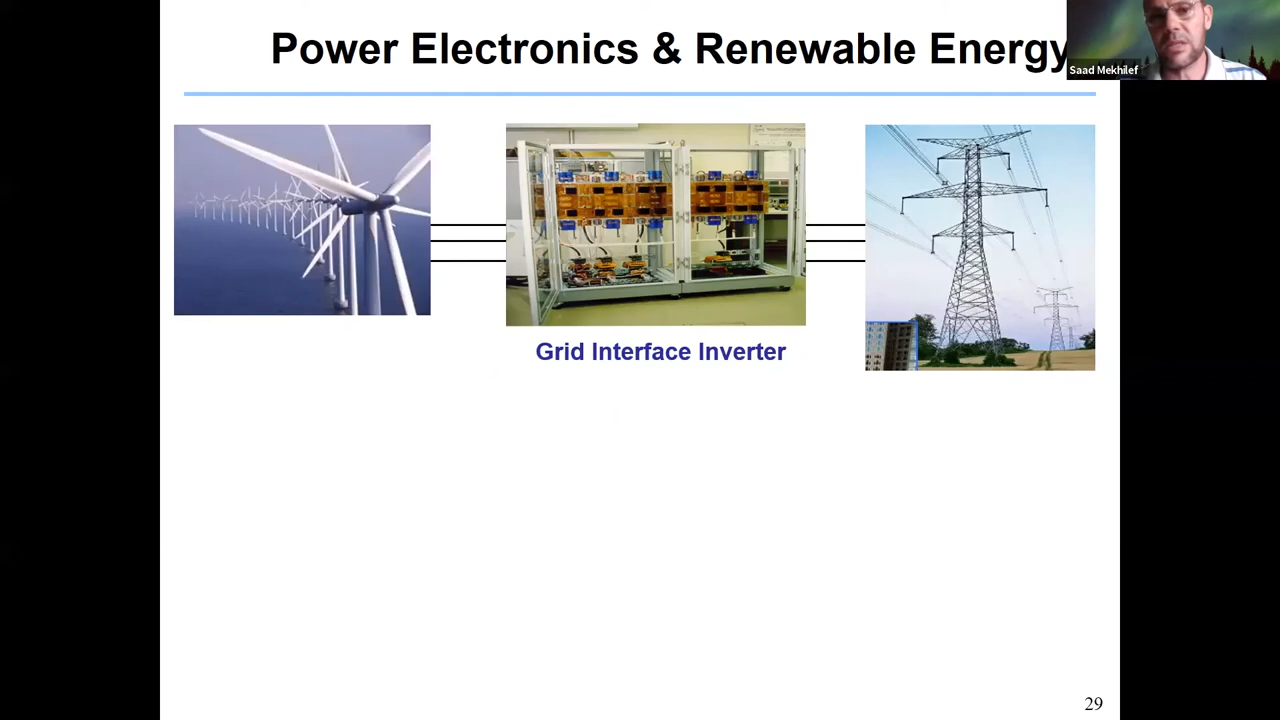 Power Electronics & Renewable Energy
Saad Mekhilef
Grid Interface Inverter
29